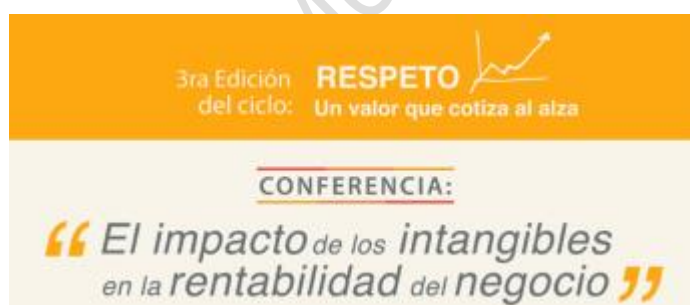 3ra Edición RESPETO
del ciclo: Un valor que cotiza al alza
CONFERENCIA:
“ El impacto de los intangibles
en la rentabilidad del negocio ”